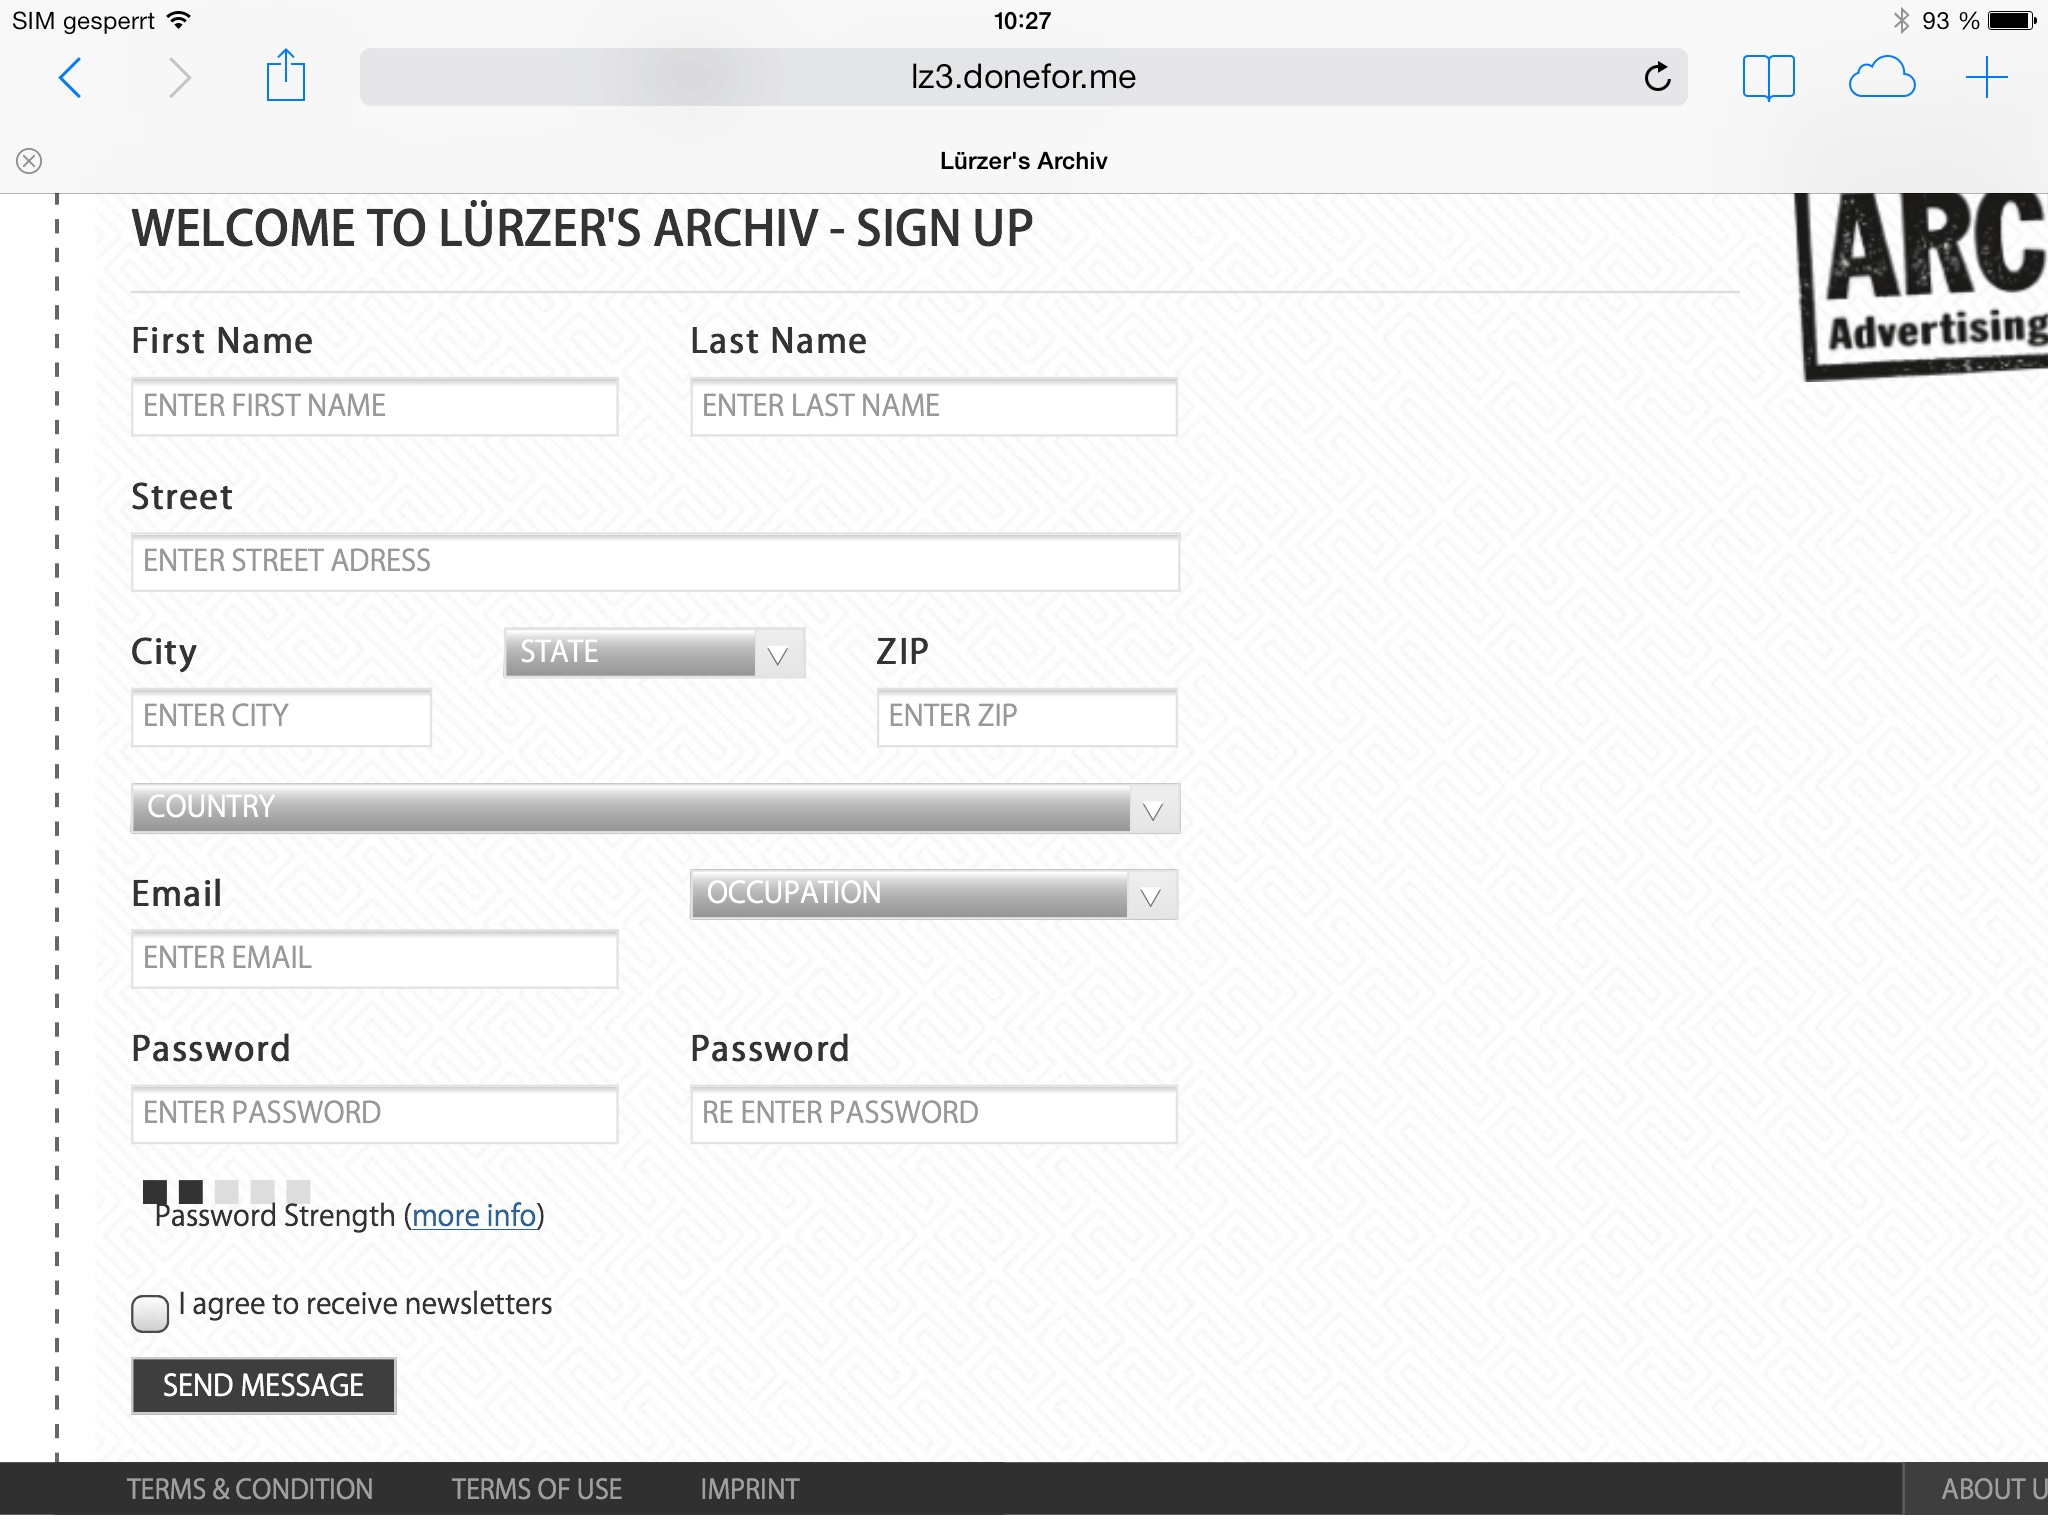 SIM gesperrt 10:27 93 %
lz3.donefor.me
Lürzer's Archiv
WELCOME TO LÜRZER'S ARCHIV - SIGN UP
ARC
Advertising
First Name Last Name
ENTER FIRST NAME ENTER LAST NAME
Street
ENTER STREET ADRESS
City STATE ZIP
ENTER CITY ENTER ZIP
COUNTRY
Email OCCUPATION
ENTER EMAIL
Password Password
ENTER PASSWORD RE ENTER PASSWORD
Password Strength (more info)
I agree to receive newsletters
SEND MESSAGE
TERMS & CONDITION TERMS OF USE IMPRINT ABOUT U